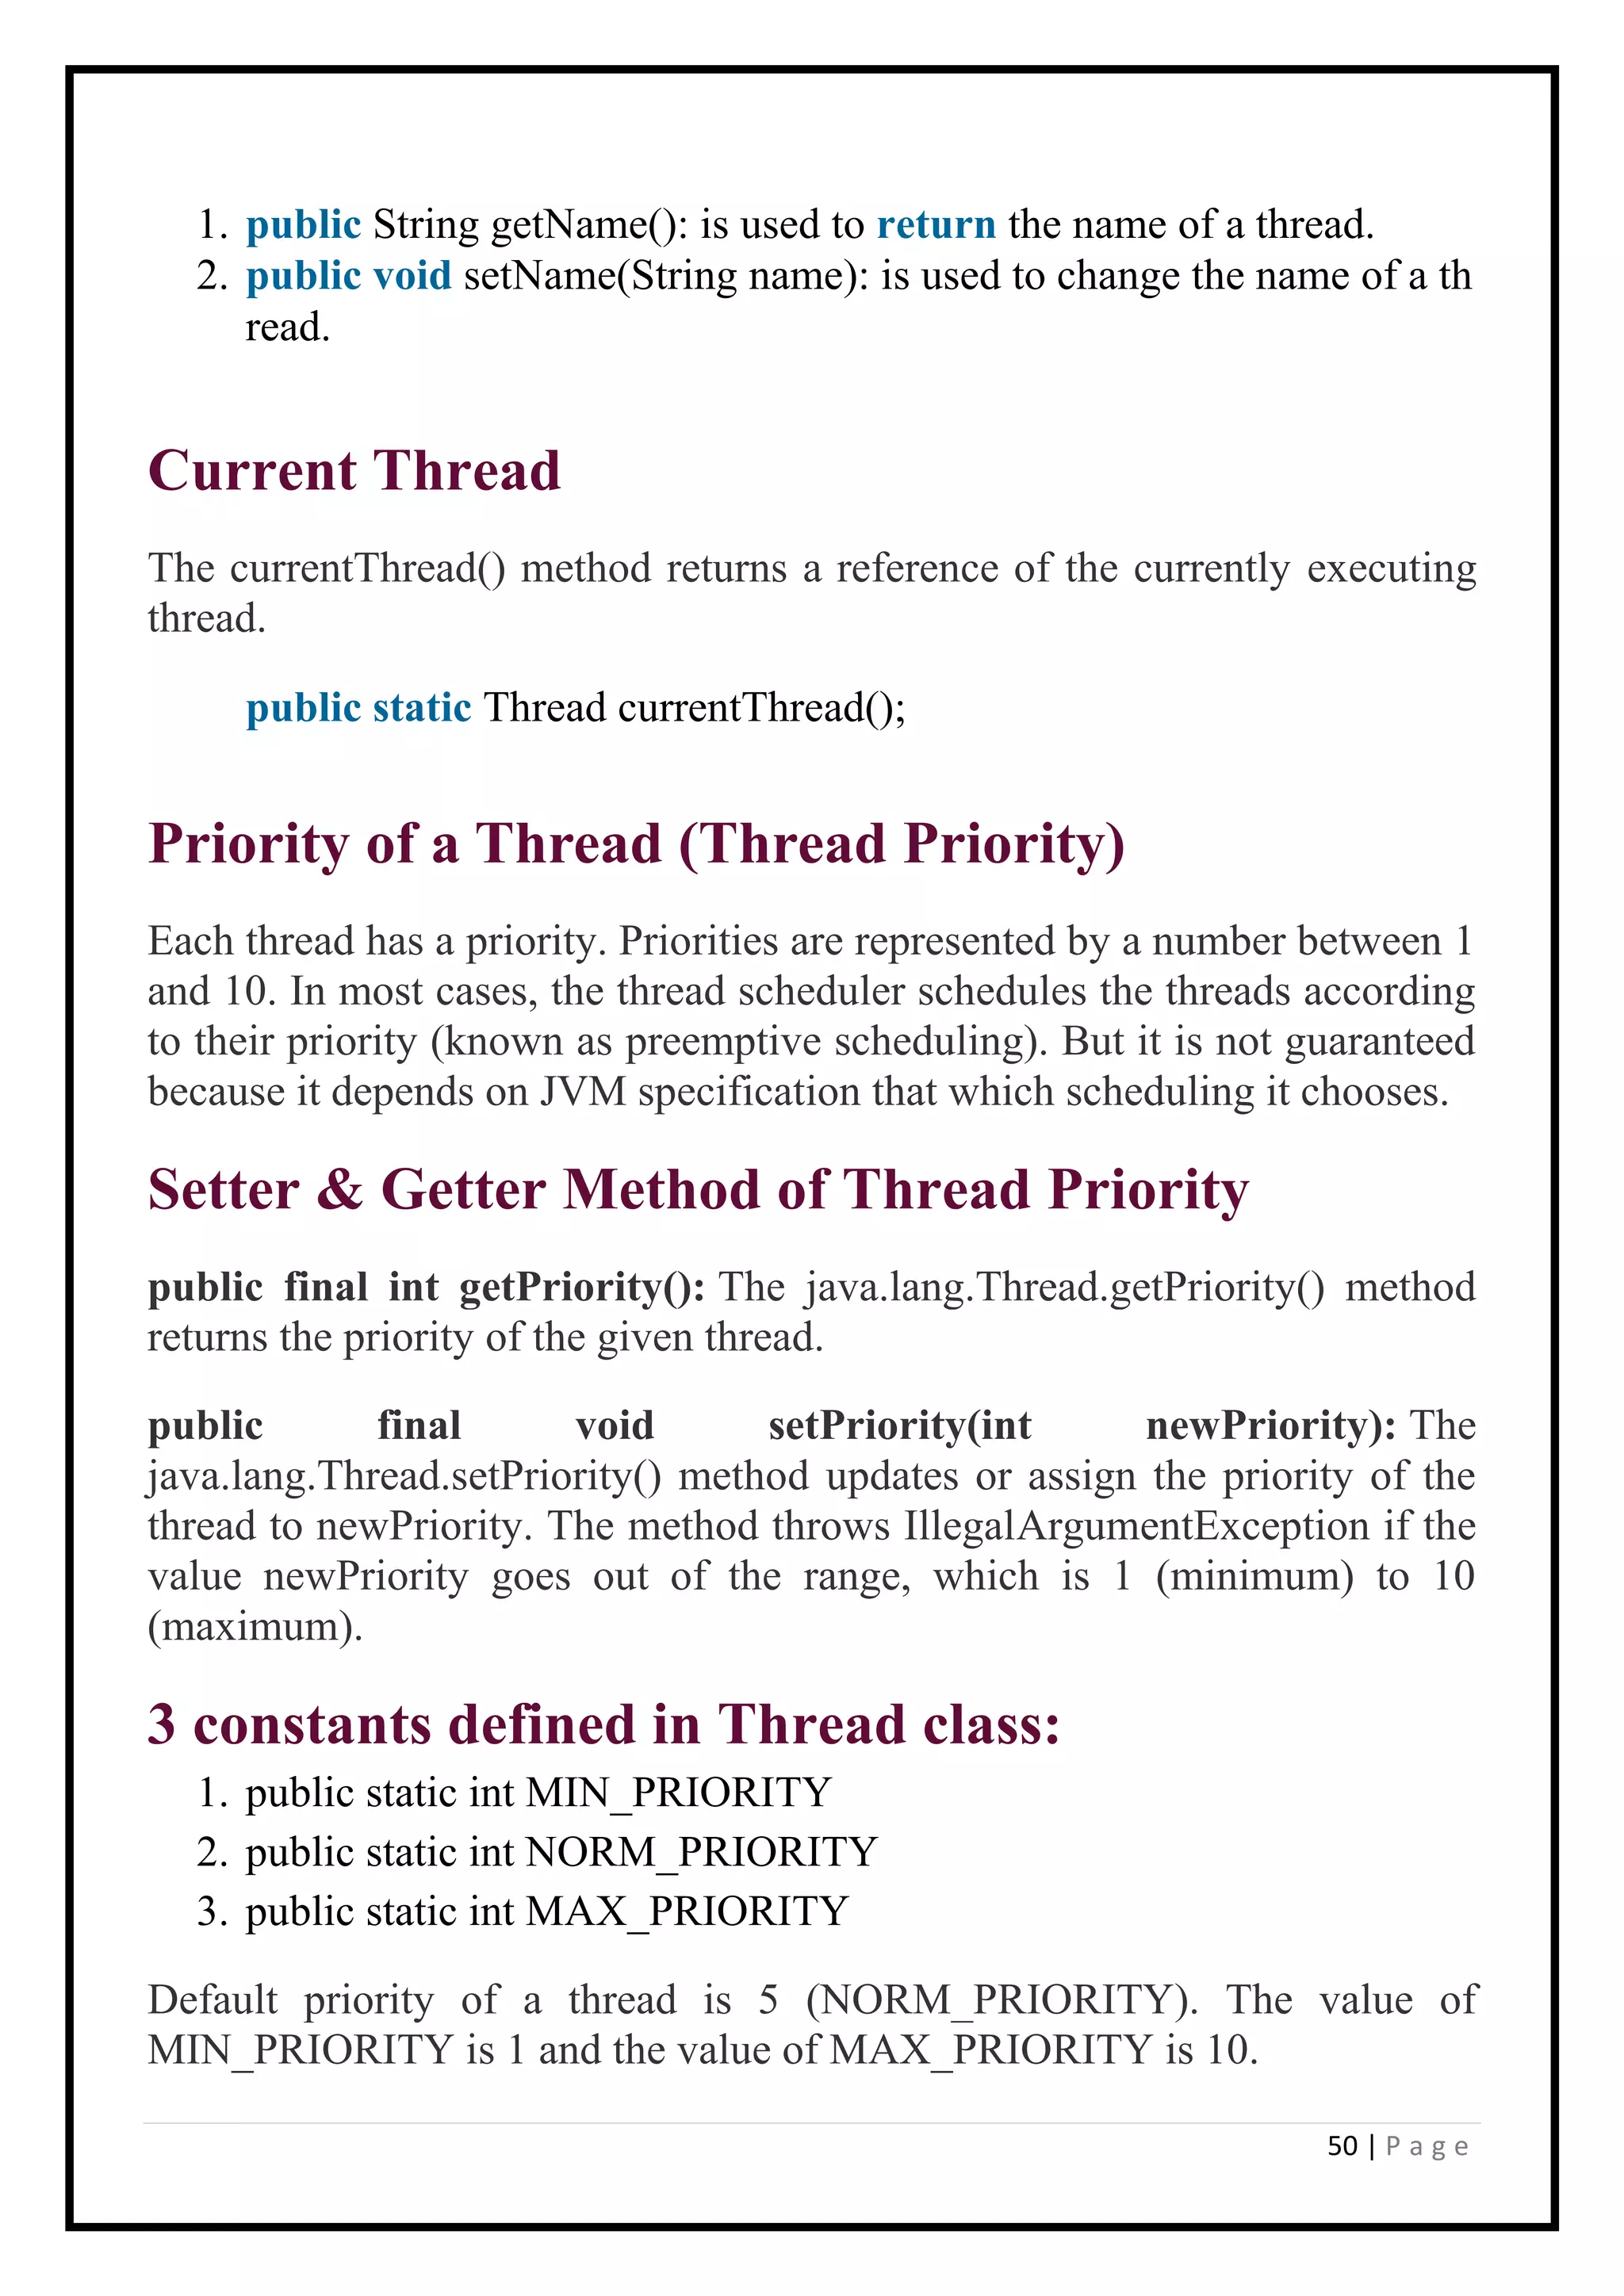 1. public String getName(): is used to return the name of a thread.
2. public void setName(String name): is used to change the name of a th
read.
Current Thread
The currentThread() method returns a reference of the currently executing
thread.
public static Thread currentThread();
Priority of a Thread (Thread Priority)
Each thread has a priority. Priorities are represented by a number between 1
and 10. In most cases, the thread scheduler schedules the threads according
to their priority (known as preemptive scheduling). But it is not guaranteed
because it depends on JVM specification that which scheduling it chooses.
Setter & Getter Method of Thread Priority
public final int getPriority(): The java.lang.Thread.getPriority() method
returns the priority of the given thread.
public final void setPriority(int newPriority): The
java.lang.Thread.setPriority() method updates or assign the priority of the
thread to newPriority. The method throws IllegalArgumentException if the
value newPriority goes out of the range, which is 1 (minimum) to 10
(maximum).
3 constants defined in Thread class:
1. public static int MIN_PRIORITY
2. public static int NORM_PRIORITY
3. public static int MAX_PRIORITY
Default priority of a thread is 5 (NORM_PRIORITY). The value of
MIN_PRIORITY is 1 and the value of MAX_PRIORITY is 10.
50 | P a g e